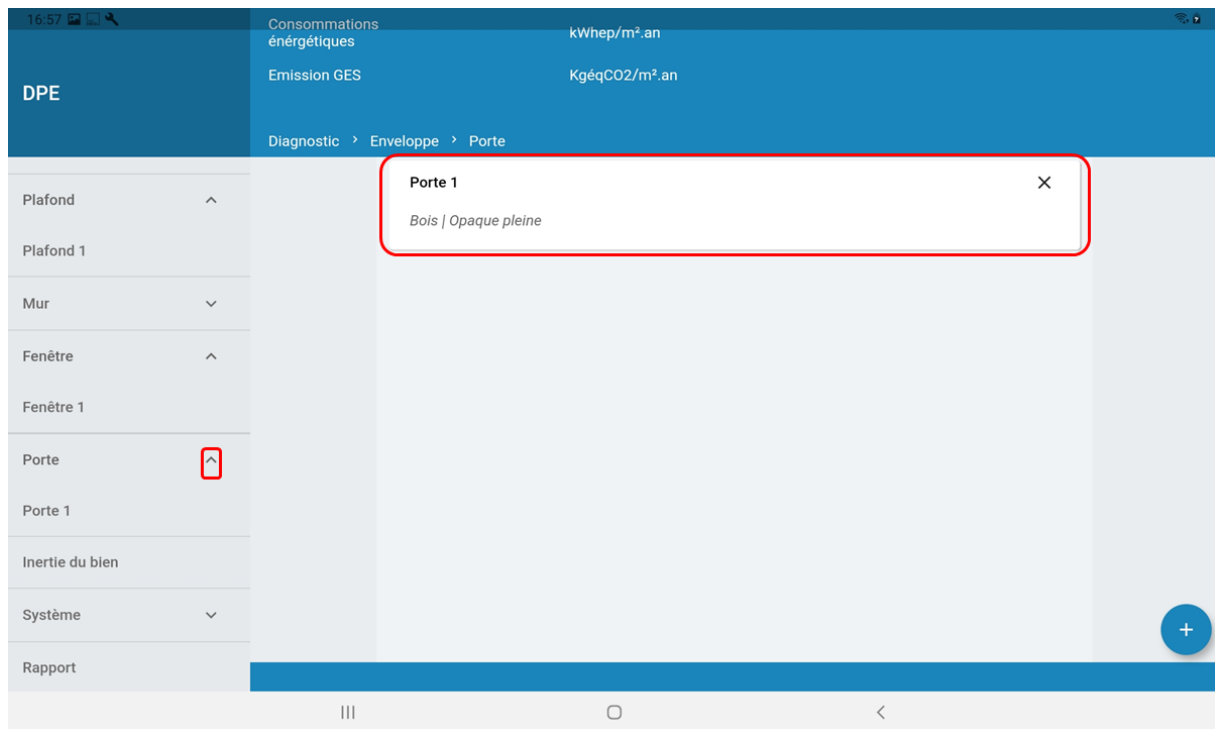 16:57
DPE
Consommations
énérgétiques
kWhep/m².an
Emission GES
KgéqCO2/m².an
Diagnostic > Enveloppe > Porte
Plafond
Plafond 1
Mur
Fenêtre
Fenêtre 1
Porte
Porte 1
Inertie du bien
Système
Rapport
Porte 1
Bois | Opaque pleine